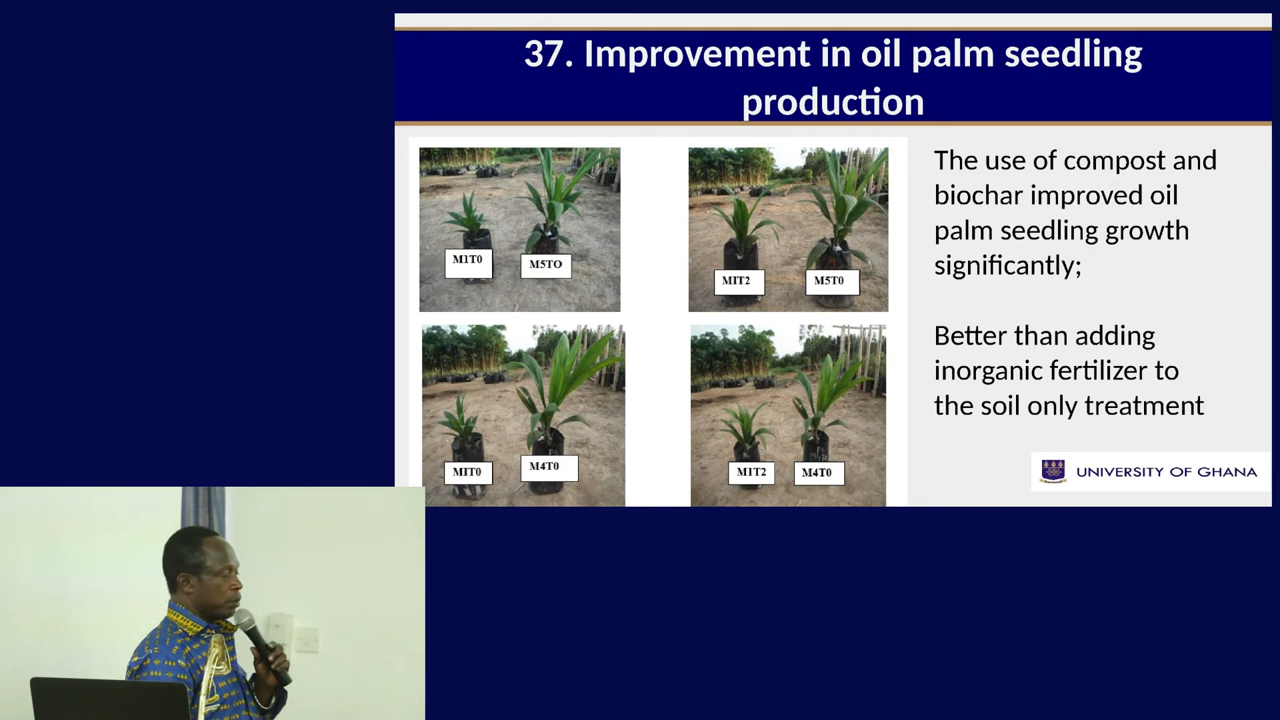 37. Improvement in oil palm seedling
production
M1T0
M5TO
MIT2
M5T0
MIT0
M4T0
M1T2
M4T0
The use of compost and
biochar improved oil
palm seedling growth
significantly;
Better than adding
inorganic fertilizer to
the soil only treatment
UNIVERSITY OF GHANA